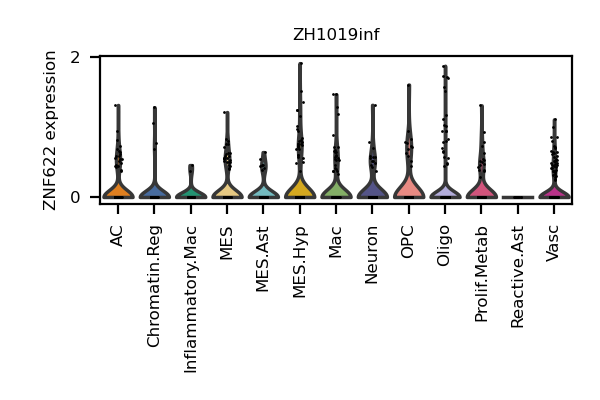 ZH1019inf
ZNF622 expression
2
0
AC
Chromatin.Reg
Inflammatory.Mac
MES
MES.Ast
MES.Hyp
Mac
Neuron
OPC
Oligo
Prolif.Metab
Reactive.Ast
Vasc